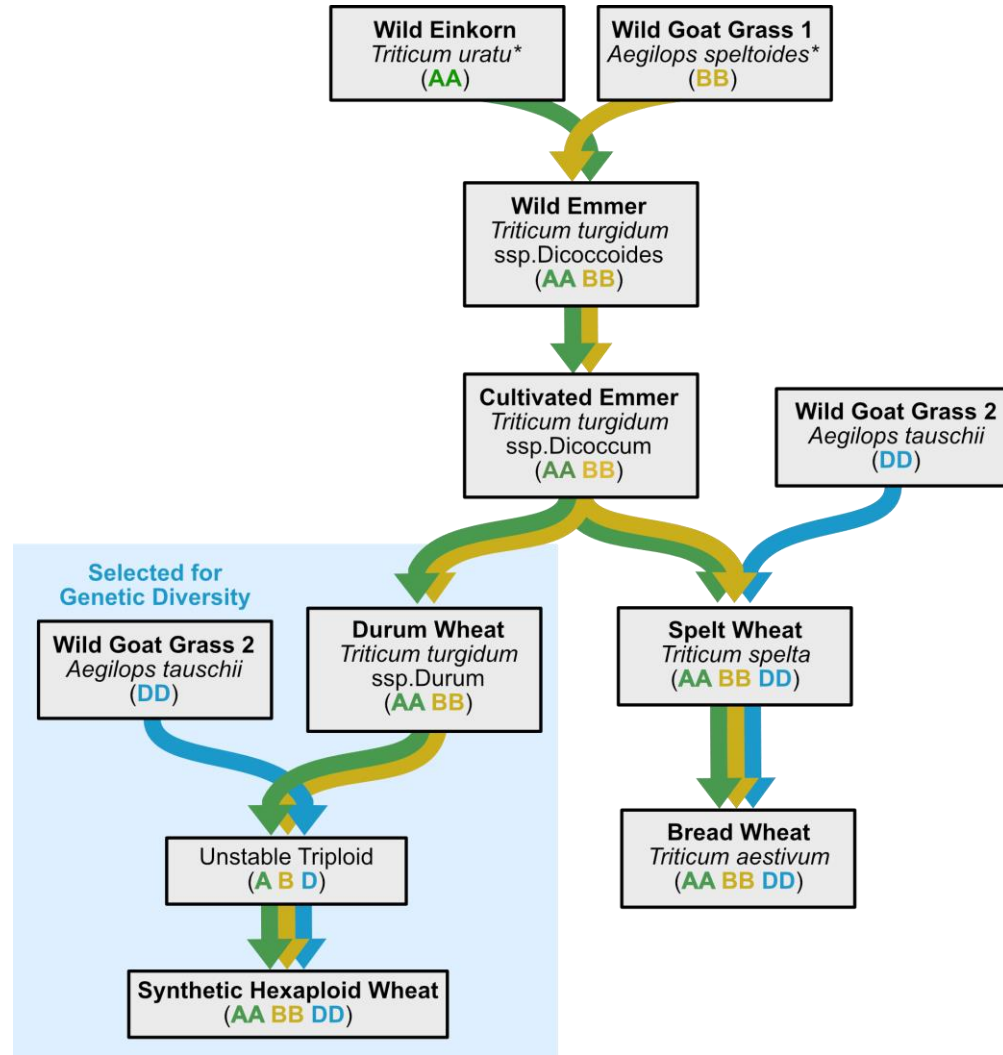 Wild Einkorn
Triticum uratu*
(AA)
Wild Goat Grass 1
Aegilops speltoides*
(BB)
Wild Emmer
Triticum turgidum
ssp.Dicoccoides
(AA BB)
Cultivated Emmer
Triticum turgidum
ssp.Dicoccum
(AA BB)
Wild Goat Grass 2
Aegilops tauschii
(DD)
Selected for
Genetic Diversity
Wild Goat Grass 2
Aegilops tauschii
(DD)
Durum Wheat
Triticum turgidum
ssp.Durum
(AA BB)
Spelt Wheat
Triticum spelta
(AA BB DD)
Unstable Triploid
(A B D)
Bread Wheat
Triticum aestivum
(AA BB DD)
Synthetic Hexaploid Wheat
(AA BB DD)